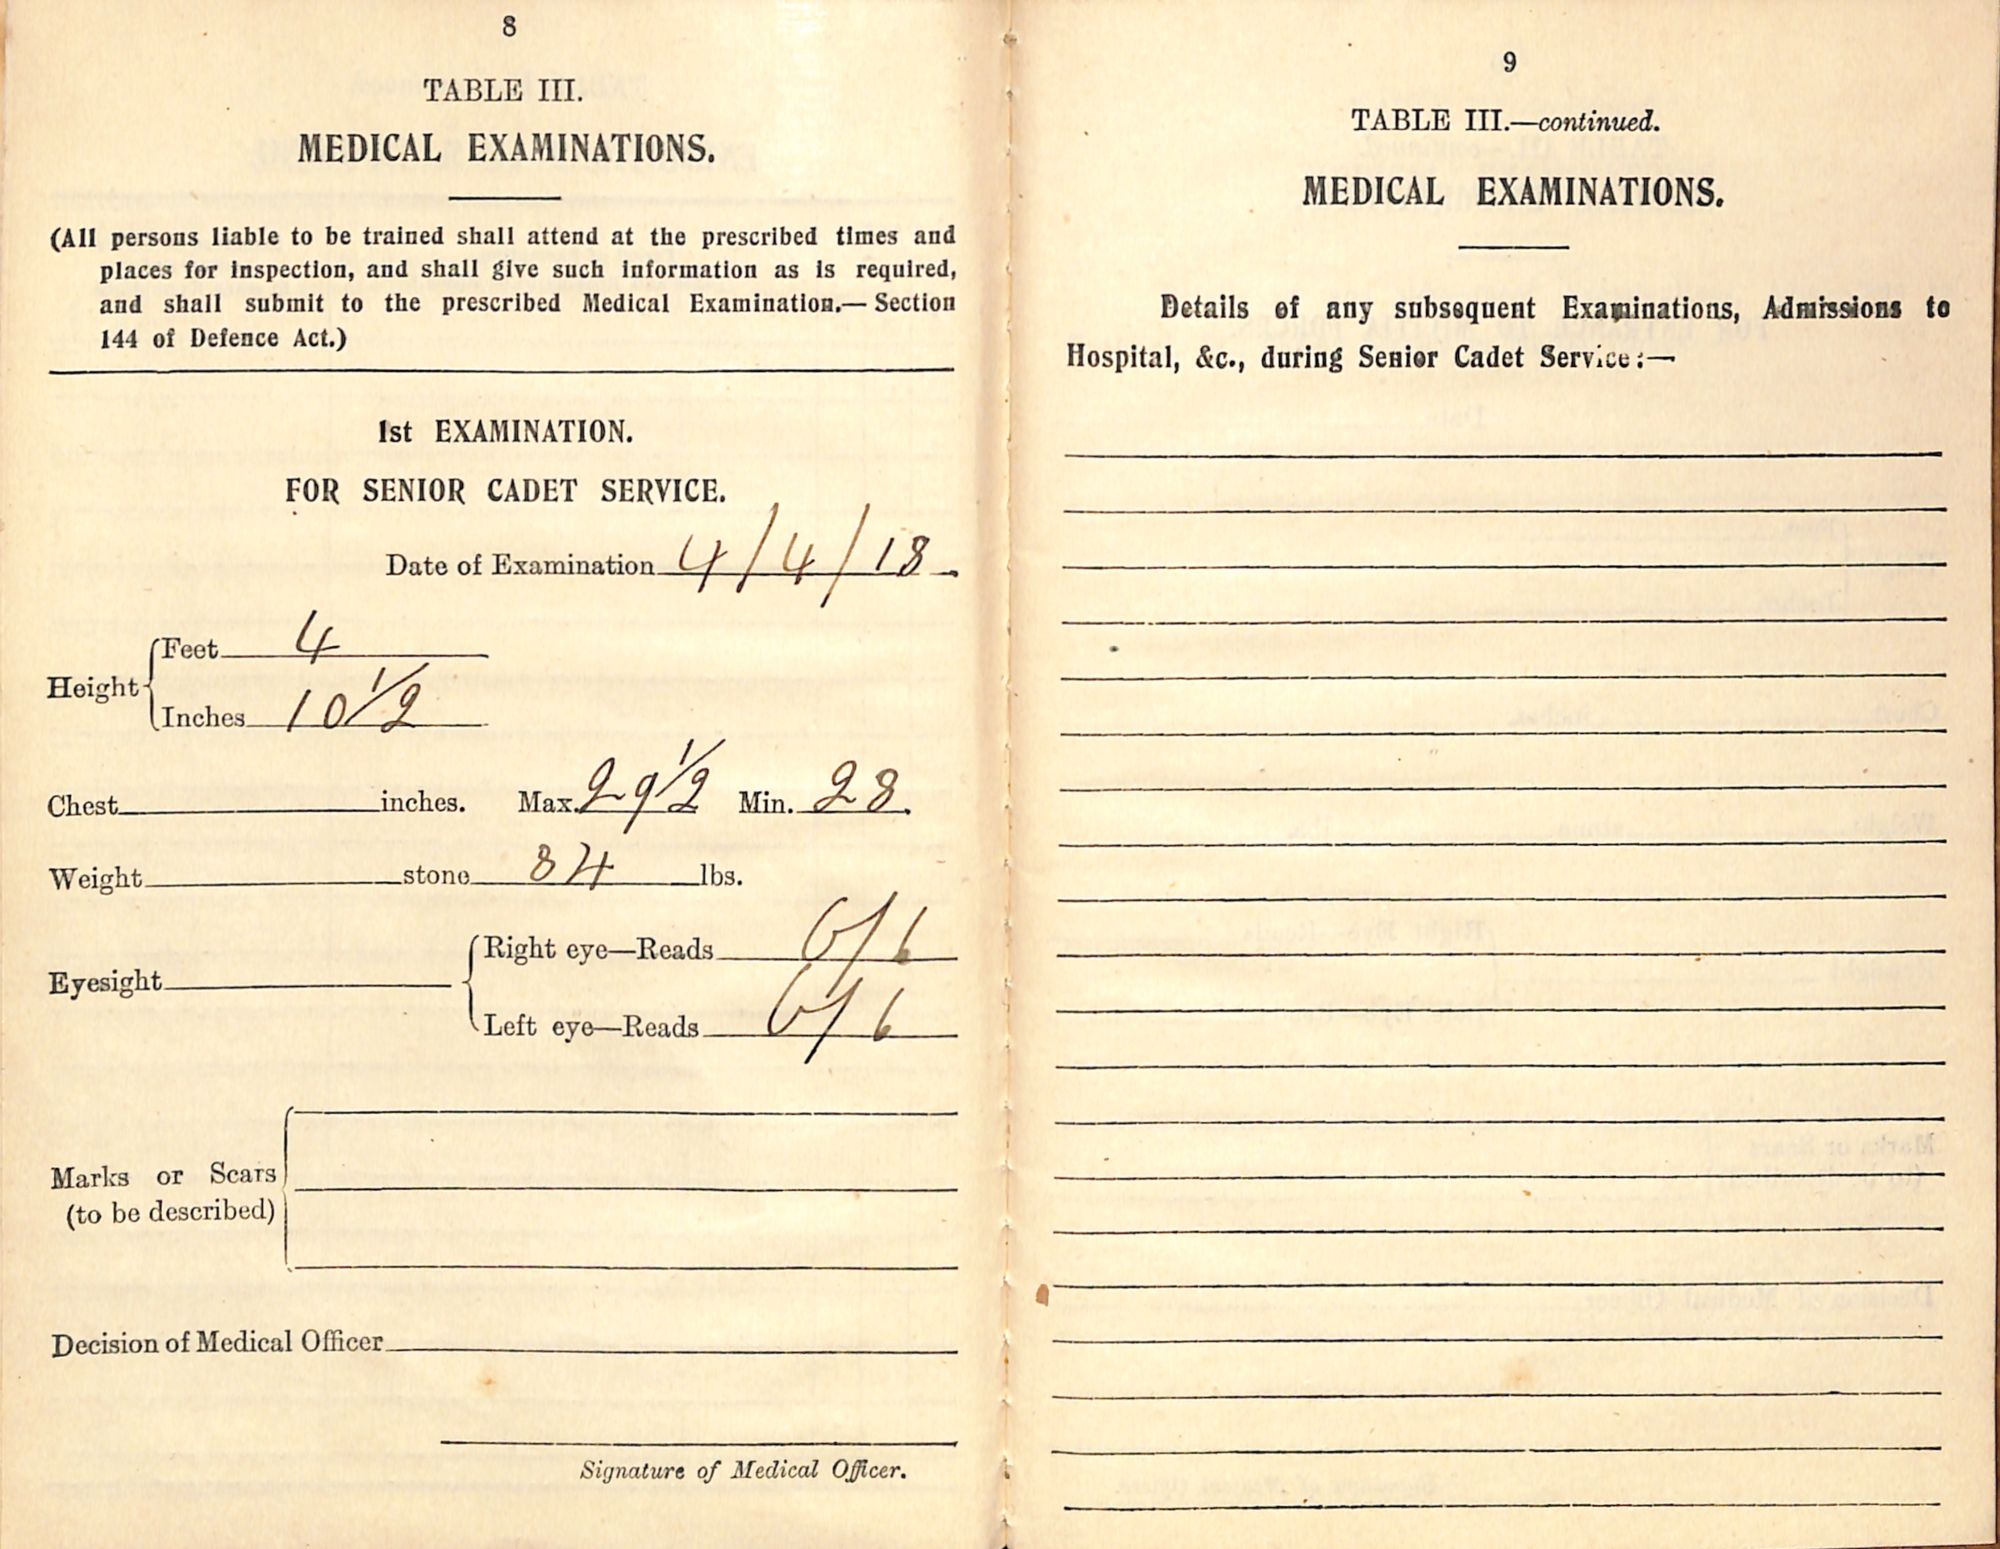 8
TABLE III.
MEDICAL EXAMINATIONS.
(All persons liable to be trained shall attend at the prescribed times and
places for inspection, and shall give such information as is required,
and shall submit to the prescribed Medical Examination.— Section
144 of Defence Act.)
1st EXAMINATION.
FOR SENIOR CADET SERVICE.
Date of Examination 4/4/18.
Height
Feet 4
Inches 10 1/2
Chest inches. Max. 29 1/2 Min. 28.
Weight stone 84 lbs.
Eyesight
Right eye—Reads 6/6
Left eye—Reads 6/6
Marks or Scars
(to be described)
Decision of Medical Officer
Signature of Medical Officer.
9
TABLE III.—continued.
MEDICAL EXAMINATIONS.
Details of any subsequent Examinations, Admissions to
Hospital, &c., during Senior Cadet Service:—